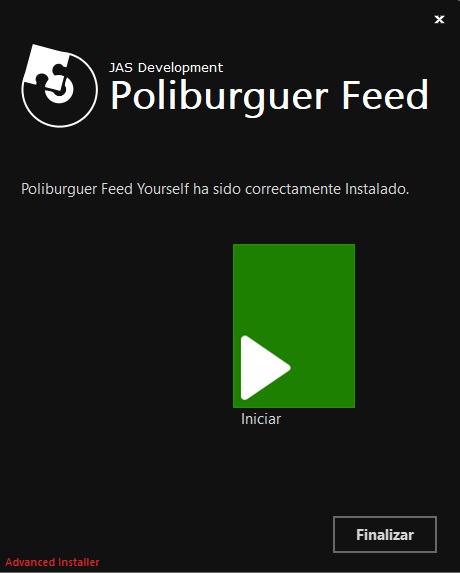 JAS Development
Poliburguer Feed
Poliburguer Feed Yourself ha sido correctamente Instalado.
Iniciar
Finalizar
Advanced Installer